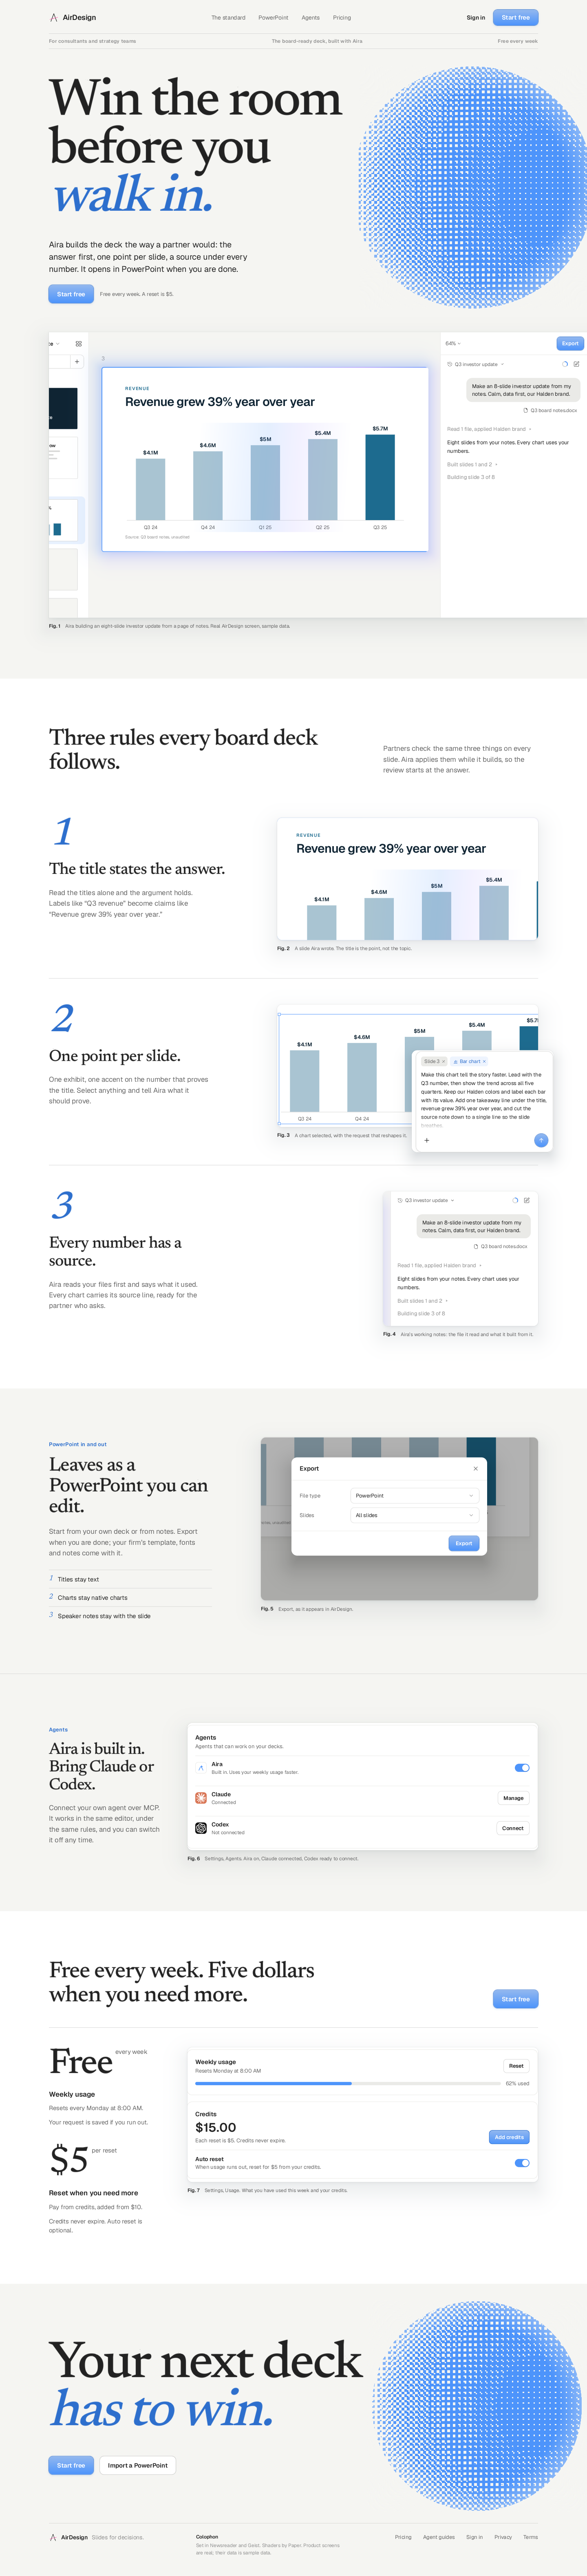 AirDesign
The standard
PowerPoint
Agents
Pricing
Sign in
Start free
For consultants and strategy teams
The board-ready deck, built with Aira
Free every week
Win the room
before you
walk in.
Aira builds the deck the way a partner would: the
answer first, one point per slide, a source under every
number. It opens in PowerPoint when you are done.
Start free
Free every week. A reset is $5.
64%
Export
3
REVENUE
Revenue grew 39% year over year
$4.1M
$4.6M
$5M
$5.4M
$5.7M
Q3 24
Q4 24
Q1 25
Q2 25
Q3 25
Source: Q3 board notes, unaudited.
Q3 investor update
Make an 8-slide investor update from my
notes. Calm, data first, our Halden brand.
Q3 board notes.docx
Read 1 file, applied Halden brand
Eight slides from your notes. Every chart uses your
numbers.
Built slides 1 and 2
Building slide 3 of 8
Fig. 1 Aira building an eight-slide investor update from a page of notes. Real AirDesign screen, sample data.
Three rules every board deck
follows.
Partners check the same three things on every
slide. Aira applies them while it builds, so the
review starts at the answer.
1
The title states the answer.
Read the titles alone and the argument holds.
Labels like “Q3 revenue” become claims like
“Revenue grew 39% year over year.”
REVENUE
Revenue grew 39% year over year
$4.1M
$4.6M
$5M
$5.4M
Fig. 2 A slide Aira wrote. The title is the point, not the topic.
2
One point per slide.
One exhibit, one accent on the number that proves
the title. Select anything and tell Aira what it
should prove.
$4.1M
$4.6M
$5M
$5.4M
Q3 24
Q4 24
Slide 3 ×
Bar chart ×
Make this chart tell the story faster. Lead with the
Q3 number, then show the trend across all five
quarters. Keep our Halden colors and label each bar
with its value. Add one takeaway line under the title,
revenue grew 39% year over year, and cut the
source note down to a single line so the slide
Fig. 3 A chart selected, with the request that reshapes it.
3
Every number has a
source.
Aira reads your files first and says what it used.
Every chart carries its source line, ready for the
partner who asks.
Q3 investor update
Make an 8-slide investor update from my
notes. Calm, data first, our Halden brand.
Q3 board notes.docx
Read 1 file, applied Halden brand
Eight slides from your notes. Every chart uses your
numbers.
Built slides 1 and 2
Building slide 3 of 8
Fig. 4 Aira's working notes: the file it read and what it built from it.
PowerPoint in and out
Leaves as a
PowerPoint you can
edit.
Start from your own deck or from notes. Export
when you are done; your firm's template, fonts
and notes come with it.
1 Titles stay text
2 Charts stay native charts
3 Speaker notes stay with the slide
Export
File type
PowerPoint
Slides
All slides
Export
Fig. 5 Export, as it appears in AirDesign.
Agents
Aira is built in.
Bring Claude or
Codex.
Connect your own agent over MCP.
It works in the same editor, under
the same rules, and you can switch
it off any time.
Agents
Agents that can work on your decks.
Aira
Built in. Uses your weekly usage faster.
Claude
Connected
Manage
Codex
Not connected
Connect
Fig. 6 Settings, Agents. Aira on, Claude connected, Codex ready to connect.
Free every week. Five dollars
when you need more.
Start free
Free every week
Weekly usage
Resets every Monday at 8:00 AM.
Your request is saved if you run out.
$5 per reset
Reset when you need more
Pay from credits, added from $10.
Credits never expire. Auto reset is
optional.
Weekly usage
Resets Monday at 8:00 AM
Reset
62% used
Credits
$15.00
Each reset is $5. Credits never expire.
Add credits
Auto reset
When usage runs out, reset for $5 from your credits.
Fig. 7 Settings, Usage. What you have used this week and your credits.
Your next deck
has to win.
Start free
Import a PowerPoint
AirDesign Slides for decisions.
Colophon
Set in Newsreader and Geist. Shaders by Paper. Product screens
are real; their data is sample data.
Pricing
Agent guides
Sign in
Privacy
Terms